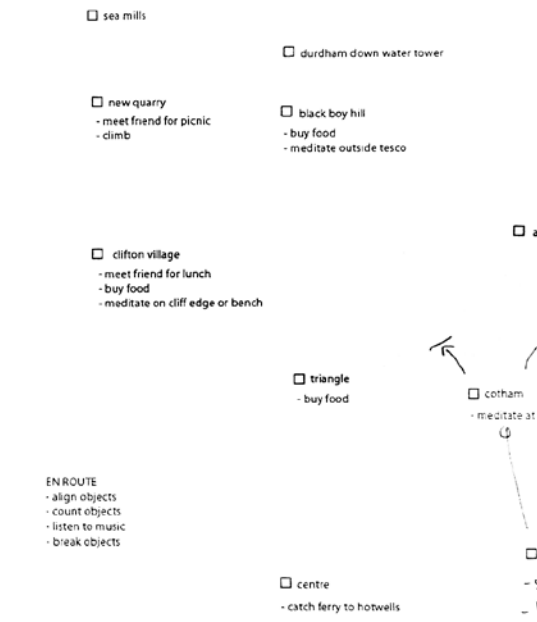 sea mills
durdham down water tower
new quarry
- meet friend for picnic
- climb
black boy hill
- buy food
- meditate outside tesco
clifton village
- meet friend for lunch
- buy food
- meditate on cliff edge or bench
triangle
- buy food
cotham
- meditate at
EN ROUTE
- align objects
- count objects
- listen to music
- break objects
centre
- catch ferry to hotwells